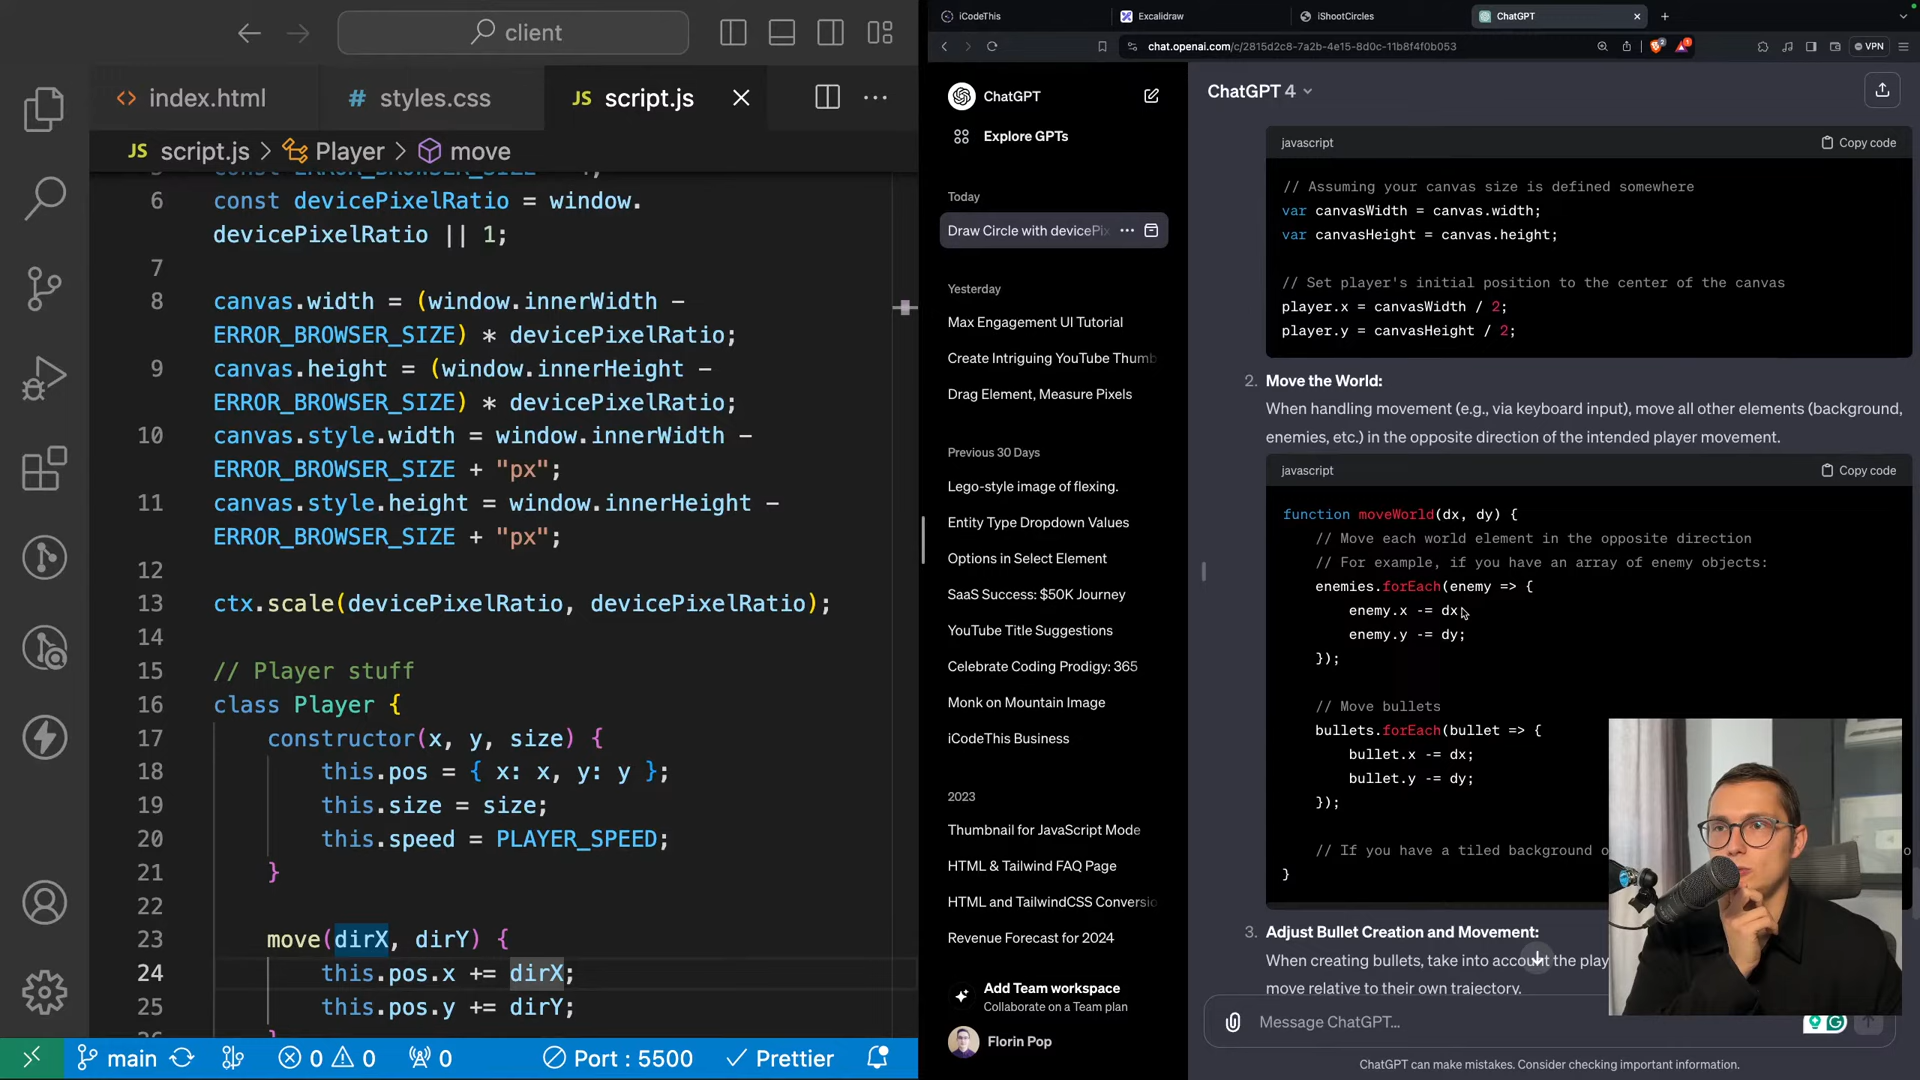 client
index.html
# styles.css
JS script.js
JS script.js > Player > move
6 const devicePixelRatio = window.
devicePixelRatio || 1;
7
8 canvas.width = (window.innerWidth -
ERROR_BROWSER_SIZE) * devicePixelRatio;
9 canvas.height = (window.innerHeight -
ERROR_BROWSER_SIZE) * devicePixelRatio;
10 canvas.style.width = window.innerWidth -
ERROR_BROWSER_SIZE + "px";
11 canvas.style.height = window.innerHeight -
ERROR_BROWSER_SIZE + "px";
12
13 ctx.scale(devicePixelRatio, devicePixelRatio);
14
15 // Player stuff
16 class Player {
17 constructor(x, y, size) {
18 this.pos = { x: x, y: y };
19 this.size = size;
20 this.speed = PLAYER_SPEED;
21 }
22
23 move(dirX, dirY) {
24 this.pos.x += dirX;
25 this.pos.y += dirY;
main
0
0
0
Port : 5500
Prettier
iCodeThis
Excalidraw
iShootCircles
ChatGPT
chat.openai.com/c/2815d2c8-7a2b-4e15-8d0c-11b8f4f0b053
VPN
ChatGPT
Explore GPTs
Today
Draw Circle with devicePi
Yesterday
Max Engagement UI Tutorial
Create Intriguing YouTube Thumb
Drag Element, Measure Pixels
Previous 30 Days
Lego-style image of flexing.
Entity Type Dropdown Values
Options in Select Element
SaaS Success: $50K Journey
YouTube Title Suggestions
Celebrate Coding Prodigy: 365
Monk on Mountain Image
iCodeThis Business
2023
Thumbnail for JavaScript Mode
HTML & Tailwind FAQ Page
HTML and TailwindCSS Conversio
Revenue Forecast for 2024
Add Team workspace
Collaborate on a Team plan
Florin Pop
ChatGPT 4
javascript
Copy code
// Assuming your canvas size is defined somewhere
var canvasWidth = canvas.width;
var canvasHeight = canvas.height;
// Set player's initial position to the center of the canvas
player.x = canvasWidth / 2;
player.y = canvasHeight / 2;
2. Move the World:
When handling movement (e.g., via keyboard input), move all other elements (background,
enemies, etc.) in the opposite direction of the intended player movement.
javascript
Copy code
function moveWorld(dx, dy) {
// Move each world element in the opposite direction
// For example, if you have an array of enemy objects:
enemies.forEach(enemy => {
enemy.x -= dx;
enemy.y -= dy;
});
// Move bullets
bullets.forEach(bullet => {
bullet.x -= dx;
bullet.y -= dy;
});
// If you have a tiled background o
}
3. Adjust Bullet Creation and Movement:
When creating bullets, take into account the play
move relative to their own trajectory.
Message ChatGPT...
ChatGPT can make mistakes. Consider checking important information.